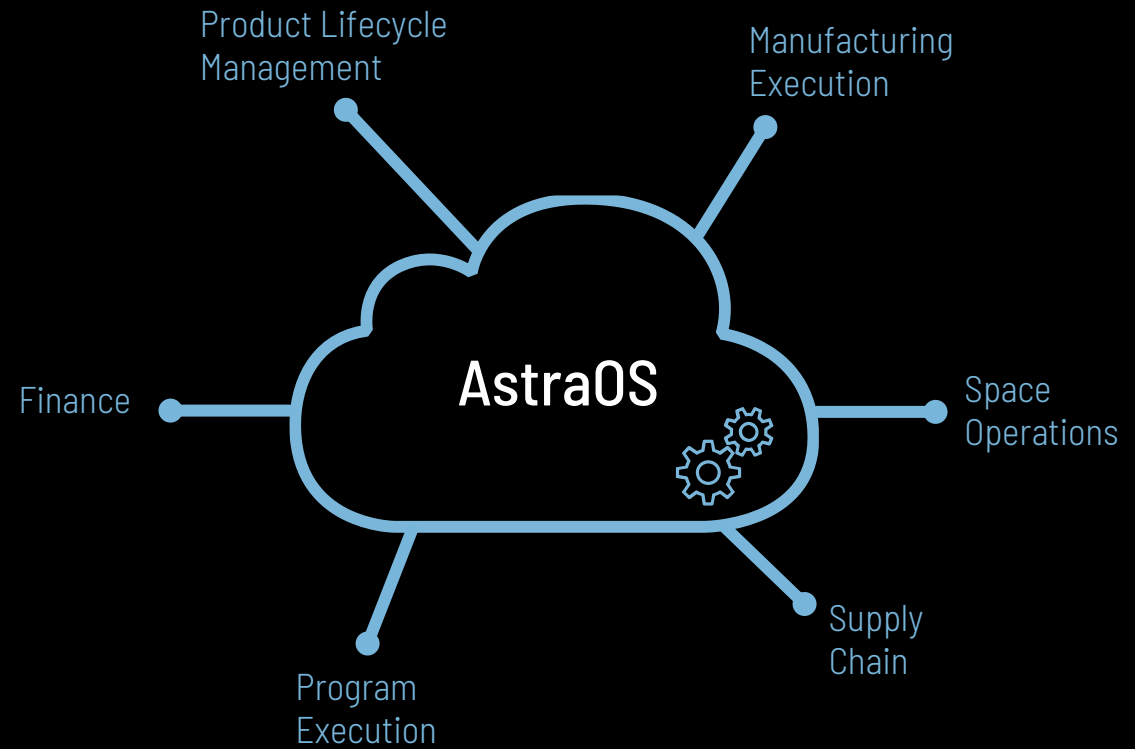 Product Lifecycle
Management
Manufacturing
Execution
AstraOS
Finance
Space
Operations
Supply
Chain
Program
Execution